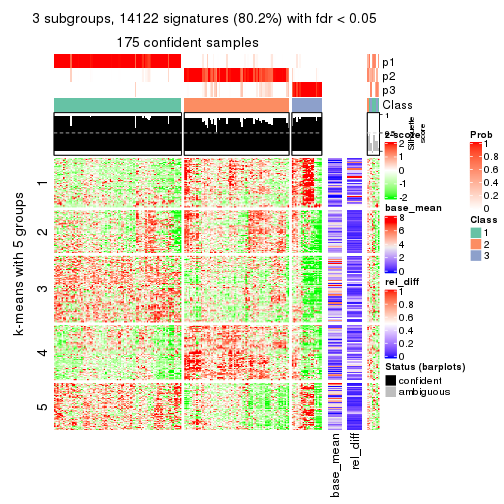 3 subgroups, 14122 signatures (80.2%) with fdr < 0.05
175 confident samples
p1
p2
p3
Class
1
0.5
0
Silhouette
score
k-means with 5 groups
1
2
3
4
5
base_mean
rel_diff
z-score
2
1
0
-1
-2
base_mean
8
6
4
2
0
rel_diff
1
0.8
0.6
0.4
0.2
0
Status (barplots)
confident
ambiguous
Prob
1
0.8
0.6
0.4
0.2
0
Class
1
2
3